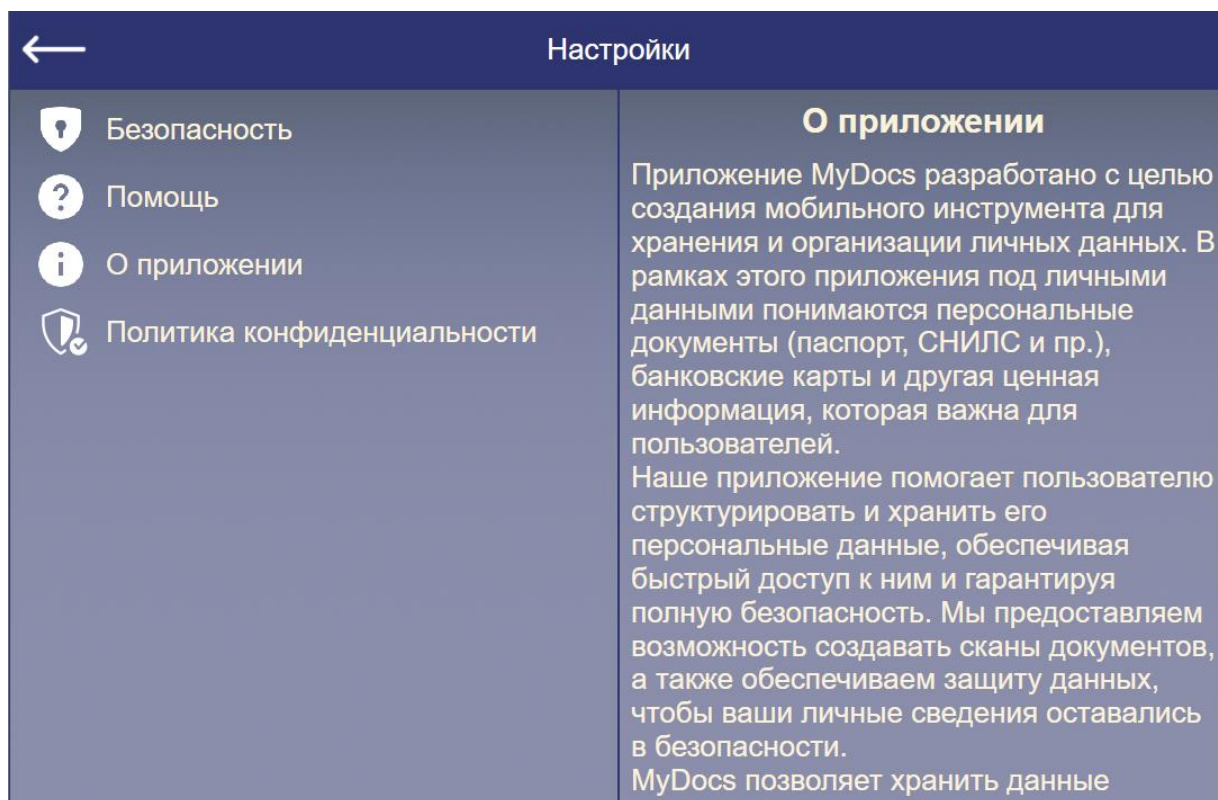 Настройки
Безопасность
Помощь
О приложении
Политика конфиденциальности
О приложении
Приложение MyDocs разработано с целью
создания мобильного инструмента для
хранения и организации личных данных. В
рамках этого приложения под личными
данными понимаются персональные
документы (паспорт, СНИЛС и пр.),
банковские карты и другая ценная
информация, которая важна для
пользователей.
Наше приложение помогает пользователю
структурировать и хранить его
персональные данные, обеспечивая
быстрый доступ к ним и гарантируя
полную безопасность. Мы предоставляем
возможность создавать сканы документов,
а также обеспечиваем защиту данных,
чтобы ваши личные сведения оставались
в безопасности.
MyDocs позволяет хранить данные